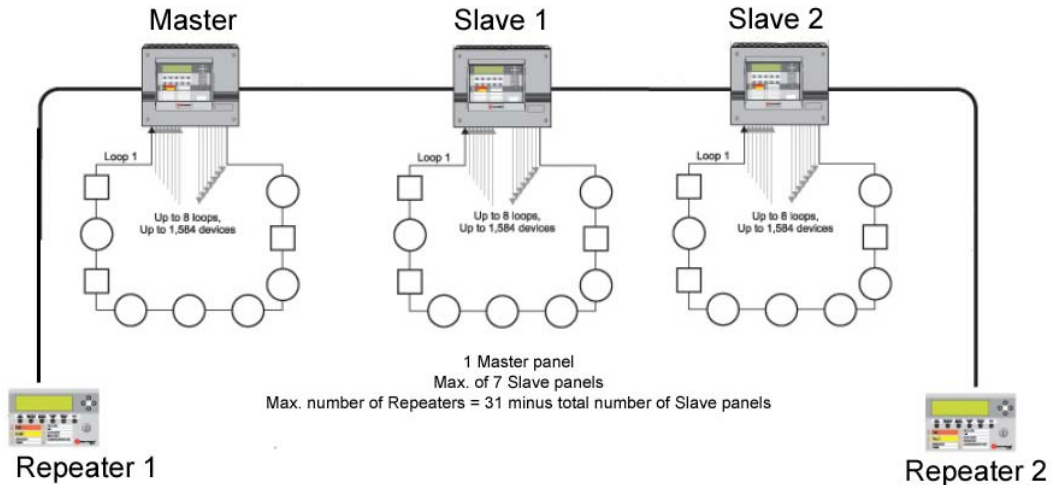 Master
Slave 1
Slave 2
Loop 1
Loop 1
Loop 1
Up to 8 loops,
Up to 1,584 devices
Up to 8 loops,
Up to 1,584 devices
Up to 8 loops,
Up to 1,584 devices
1 Master panel
Max. of 7 Slave panels
Max. number of Repeaters = 31 minus total number of Slave panels
Repeater 1
Repeater 2